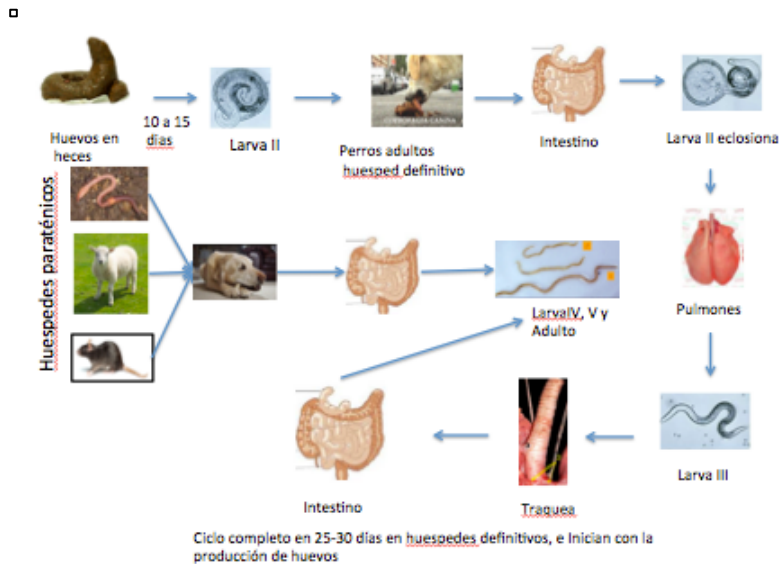 Huevos en
heces
10 a 15
días
Larva II
Perros adultos
huesped definitivo
Intestino
Larva II eclosiona
Huespedes paraténicos
LarvaIV, V y
Adulto
Pulmones
Larva III
Traquea
Intestino
Ciclo completo en 25-30 días en huespedes definitivos, e Inician con la
producción de huevos